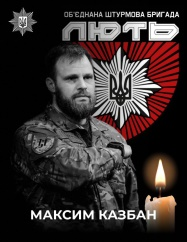 ОБ'ЄДНАНА ШТУРМОВА БРИГАДА
ЛЮТЬ
МАКСИМ КАЗБАН